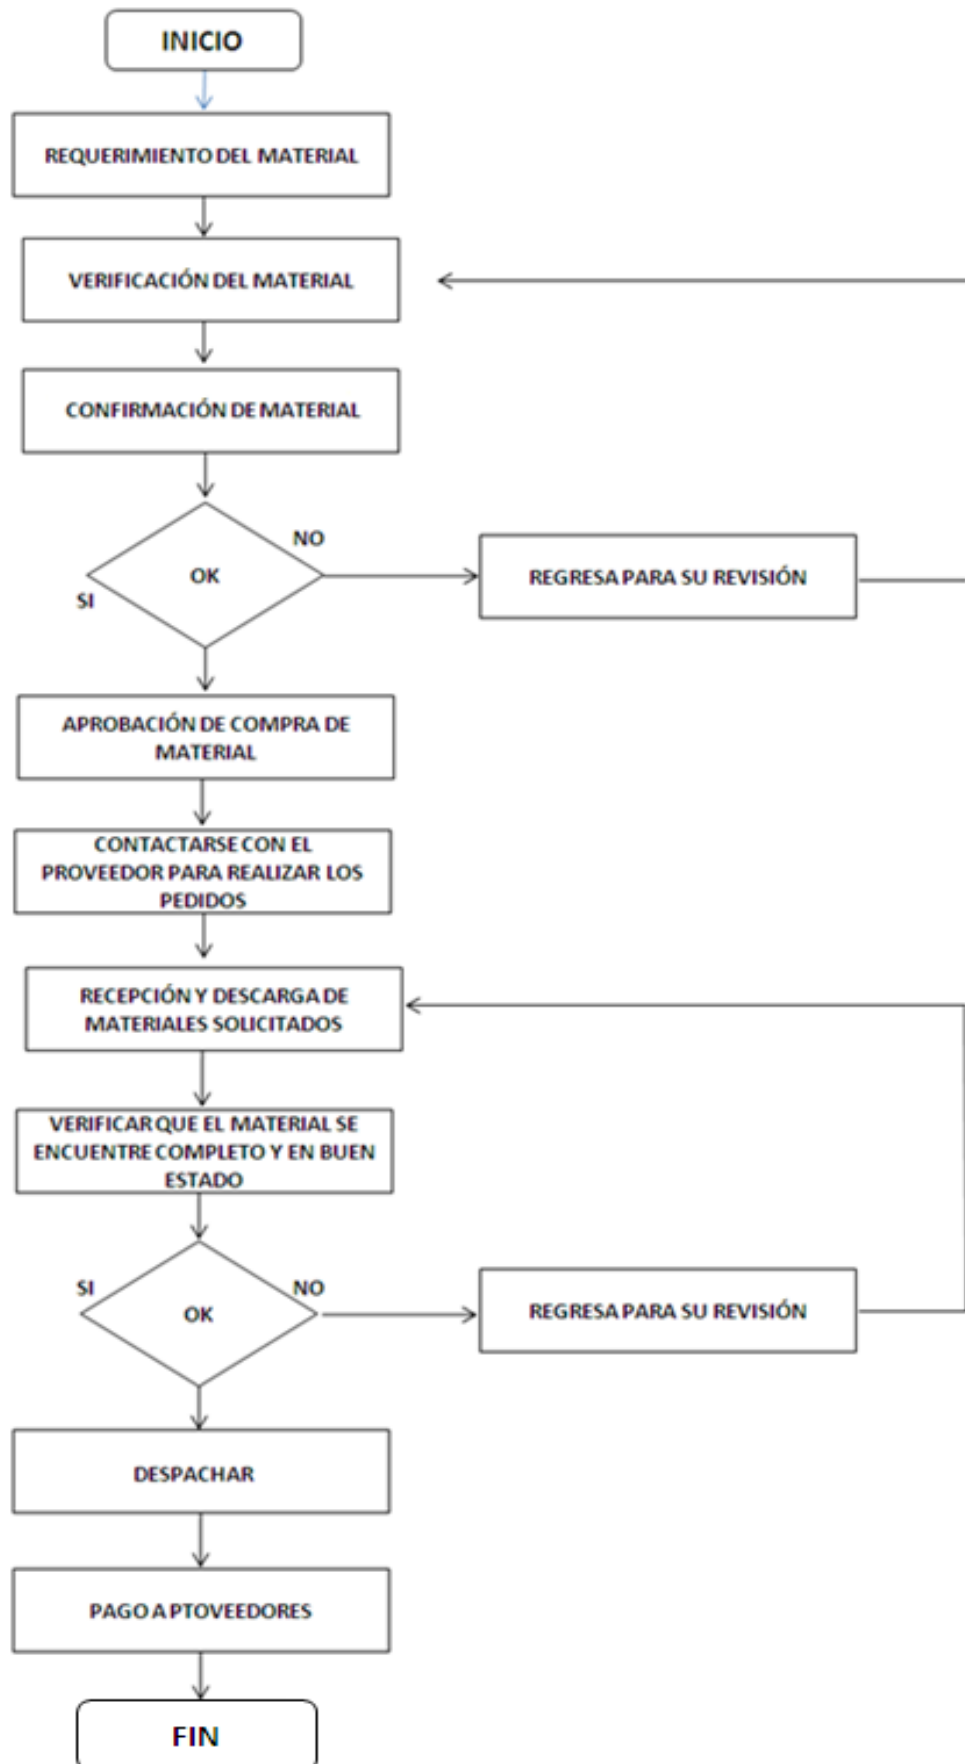 INICIO
REQUERIMIENTO DEL MATERIAL
VERIFICACIÓN DEL MATERIAL
CONFIRMACIÓN DE MATERIAL
NO
OK
SI
REGRESA PARA SU REVISIÓN
APROBACIÓN DE COMPRA DE
MATERIAL
CONTACTARSE CON EL
PROVEEDOR PARA REALIZAR LOS
PEDIDOS
RECEPCIÓN Y DESCARGA DE
MATERIALES SOLICITADOS
VERIFICAR QUE EL MATERIAL SE
ENCUENTRE COMPLETO Y EN BUEN
ESTADO
SI
NO
OK
REGRESA PARA SU REVISIÓN
DESPACHAR
PAGO A PTOVEEDORES
FIN